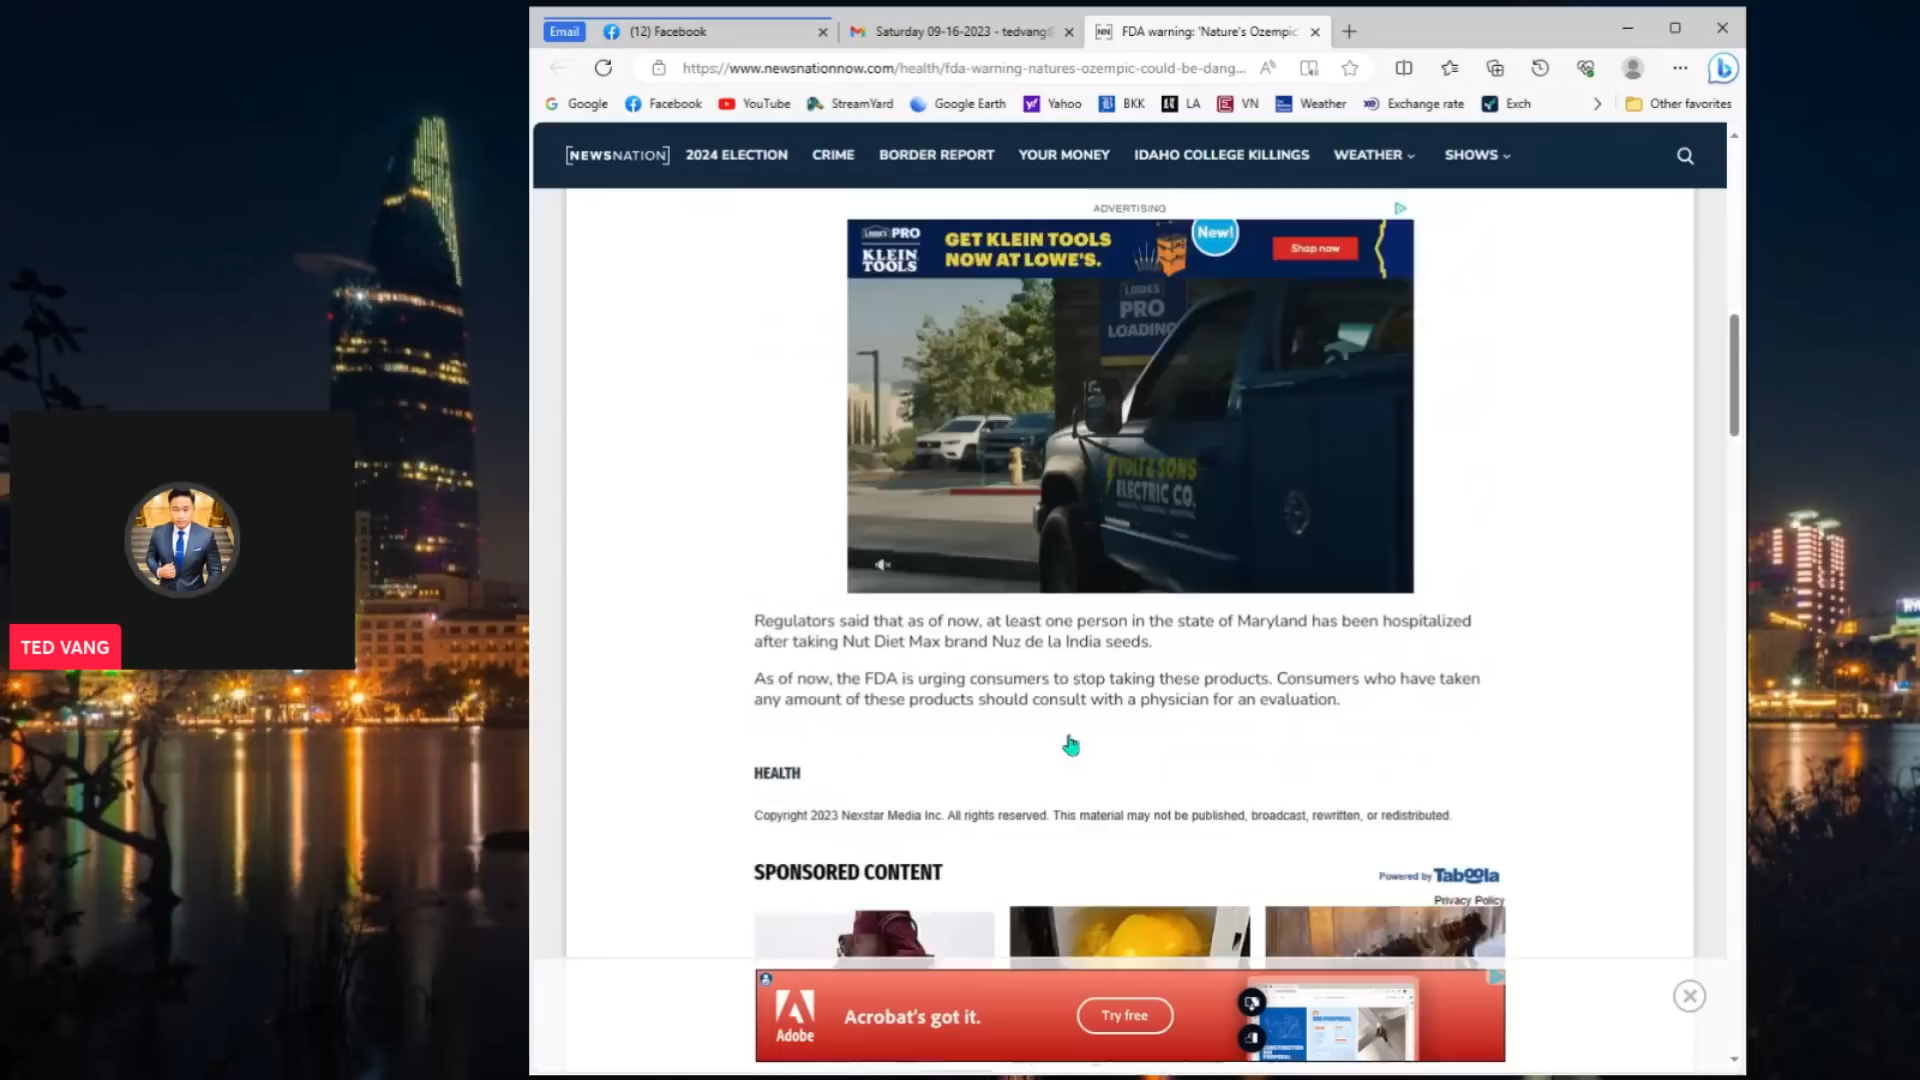 Email
(12) Facebook
Saturday 09-16-2023 - tedvang
FDA warning: 'Nature's Ozempic'
https://www.newsnationnow.com/health/fda-warning-natures-ozempic-could-be-dang...
Google
Facebook
YouTube
StreamYard
Google Earth
Yahoo
BKK
LA
VN
Weather
Exchange rate
Exch
Other favorites
[NEWSNATION]
2024 ELECTION
CRIME
BORDER REPORT
YOUR MONEY
IDAHO COLLEGE KILLINGS
WEATHER
SHOWS
ADVERTISING
LOWE'S PRO
KLEIN TOOLS
GET KLEIN TOOLS
NOW AT LOWE'S.
New!
Shop now
LOWE'S
PRO
LOADING
VOLT & SONS
ELECTRIC CO.
Regulators said that as of now, at least one person in the state of Maryland has been hospitalized
after taking Nut Diet Max brand Nuz de la India seeds.
As of now, the FDA is urging consumers to stop taking these products. Consumers who have taken
any amount of these products should consult with a physician for an evaluation.
HEALTH
Copyright 2023 Nexstar Media Inc. All rights reserved. This material may not be published, broadcast, rewritten, or redistributed.
SPONSORED CONTENT
Powered by Taboola
Privacy Policy
Adobe
Acrobat's got it.
Try free
TED VANG